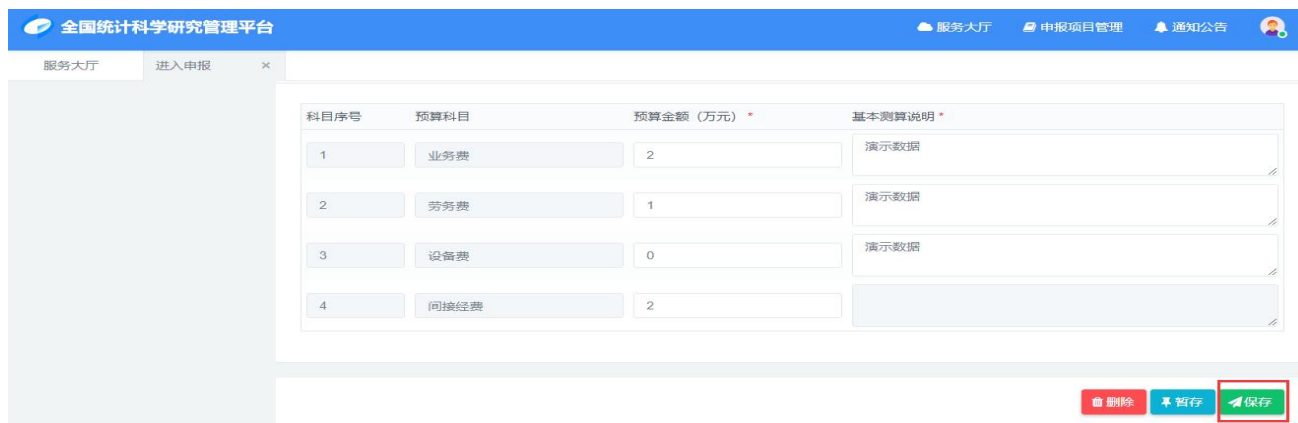 全国统计科学研究管理平台 服务大厅 申报项目管理 通知公告
服务大厅 进入申报 ×
科目序号 预算科目 预算金额（万元） * 基本测算说明 *
1 业务费 2 演示数据
2 劳务费 1 演示数据
3 设备费 0 演示数据
4 间接经费 2
删除 暂存 保存